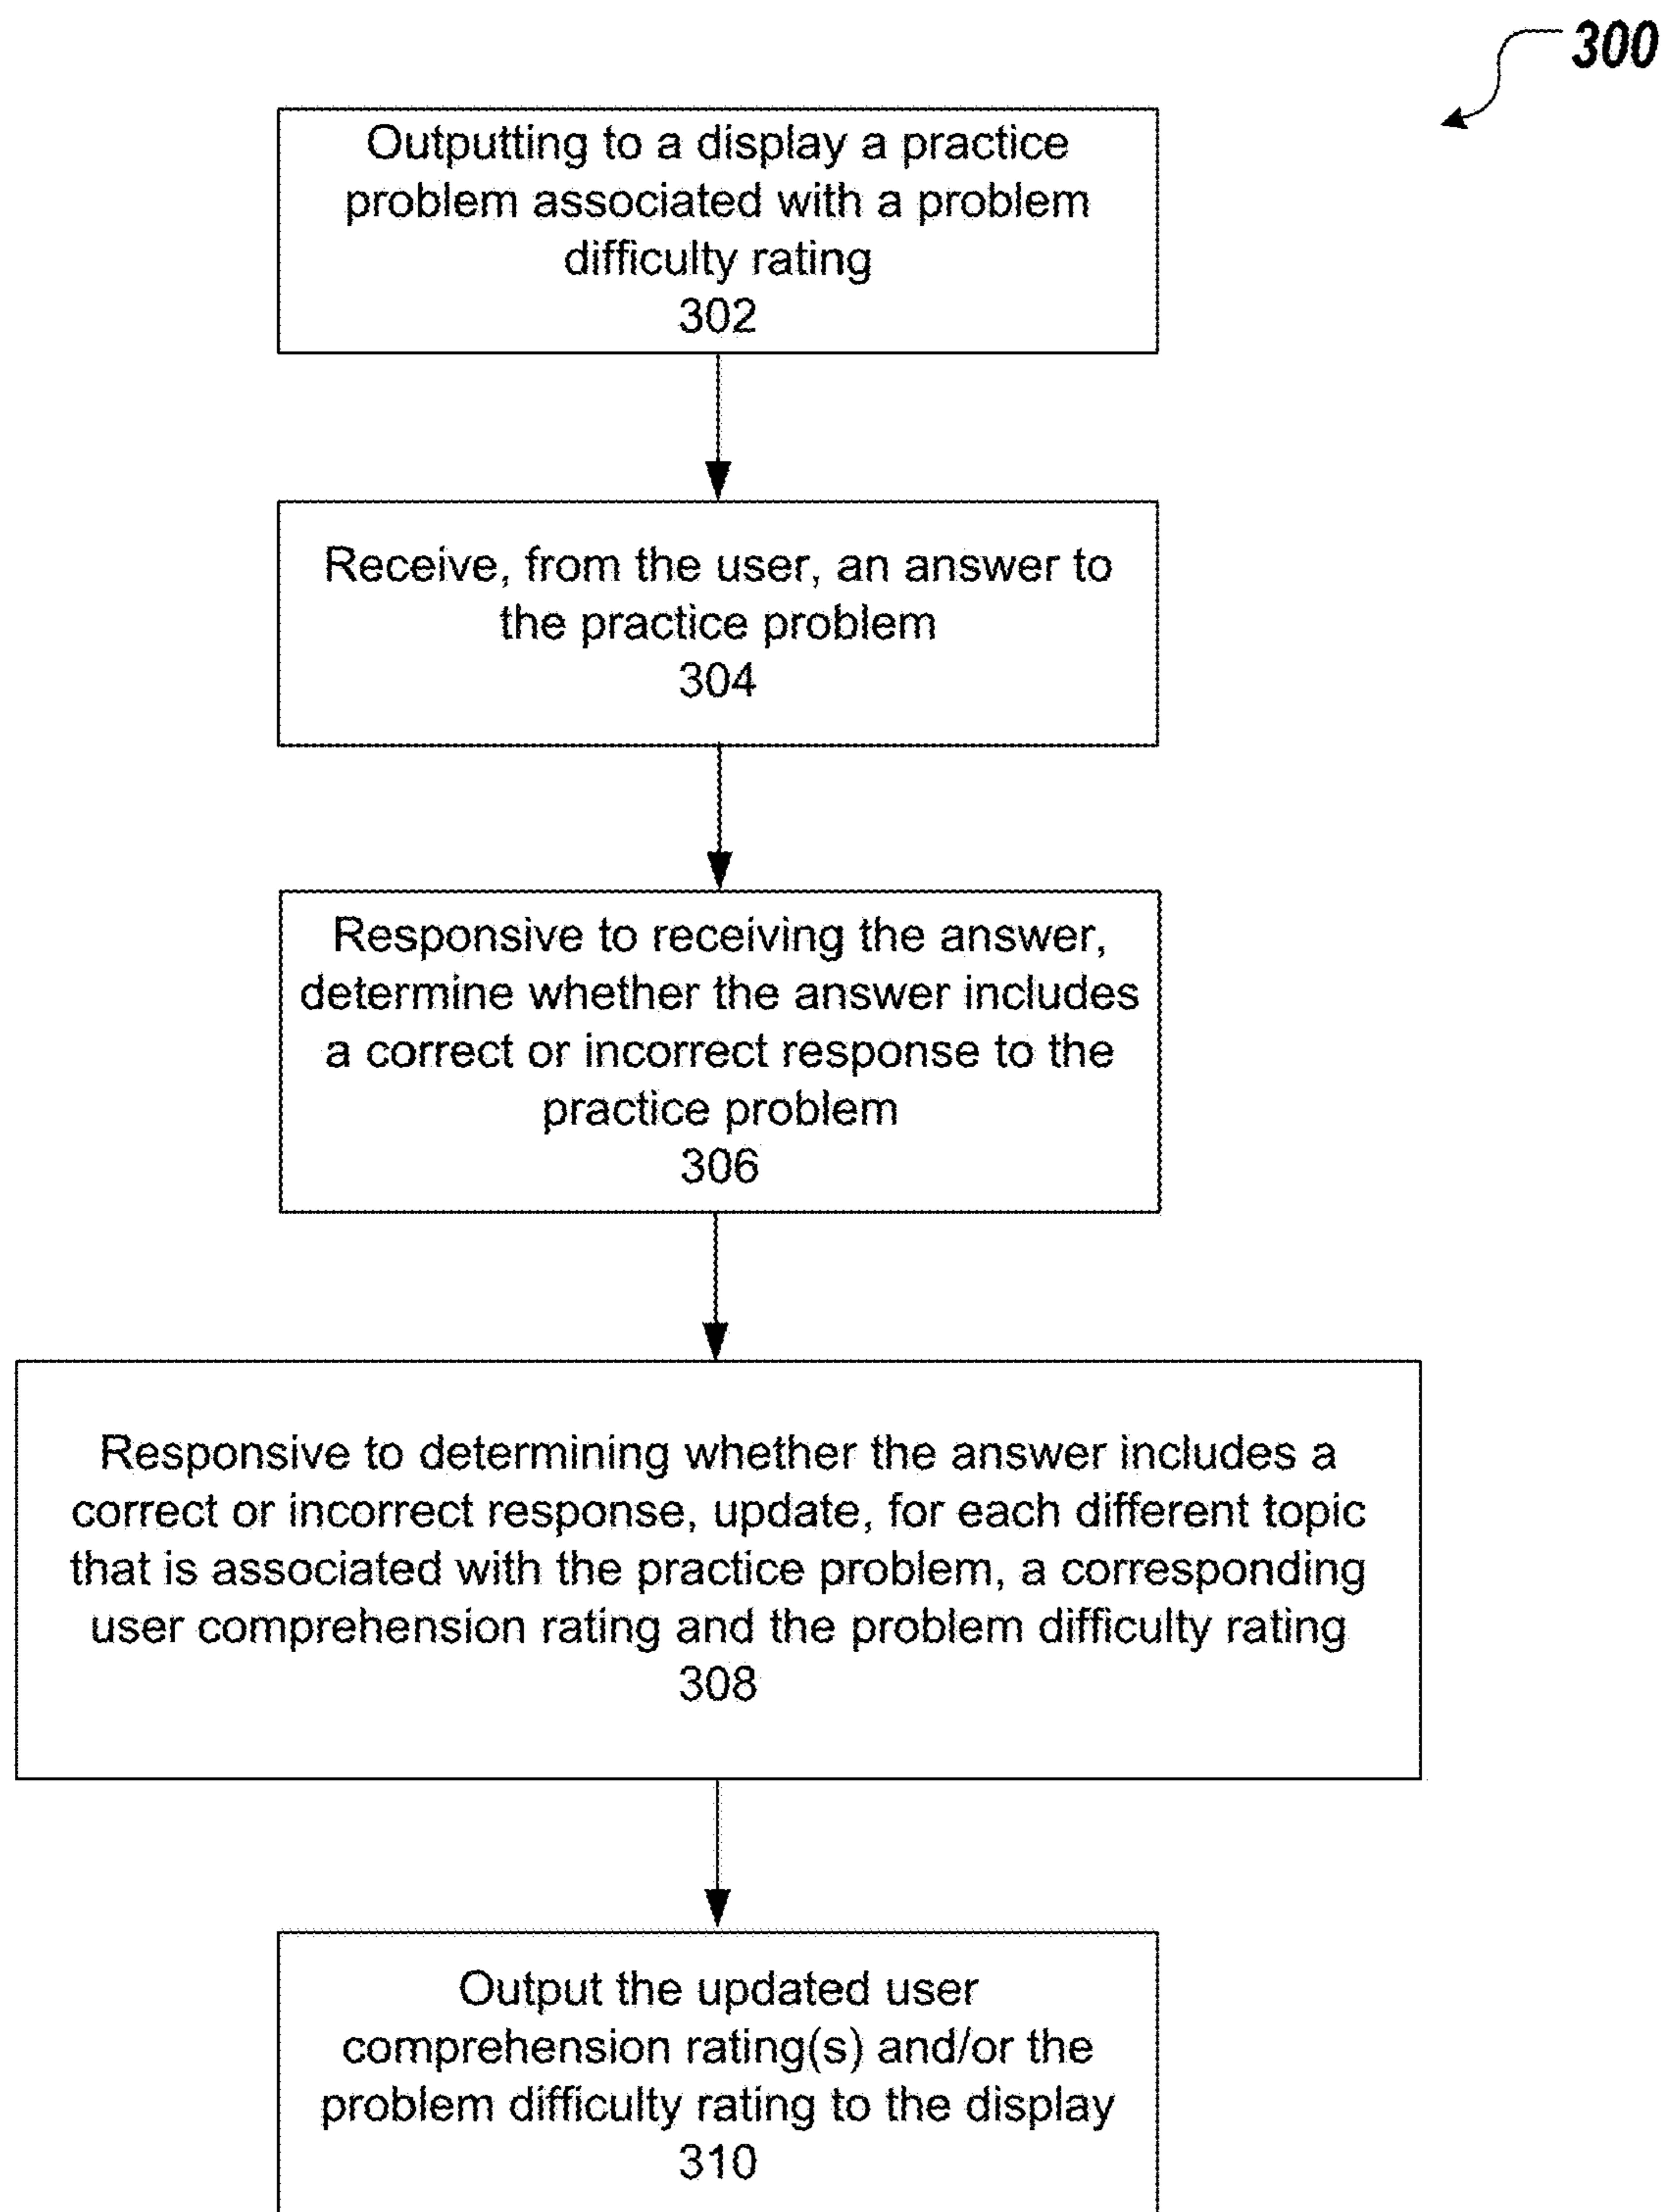 300
Outputting to a display a practice
problem associated with a problem
difficulty rating
302
Receive, from the user, an answer to
the practice problem
304
Responsive to receiving the answer,
determine whether the answer includes
a correct or incorrect response to the
practice problem
306
Responsive to determining whether the answer includes a
correct or incorrect response, update, for each different topic
that is associated with the practice problem, a corresponding
user comprehension rating and the problem difficulty rating
308
Output the updated user
comprehension rating(s) and/or the
problem difficulty rating to the display
310